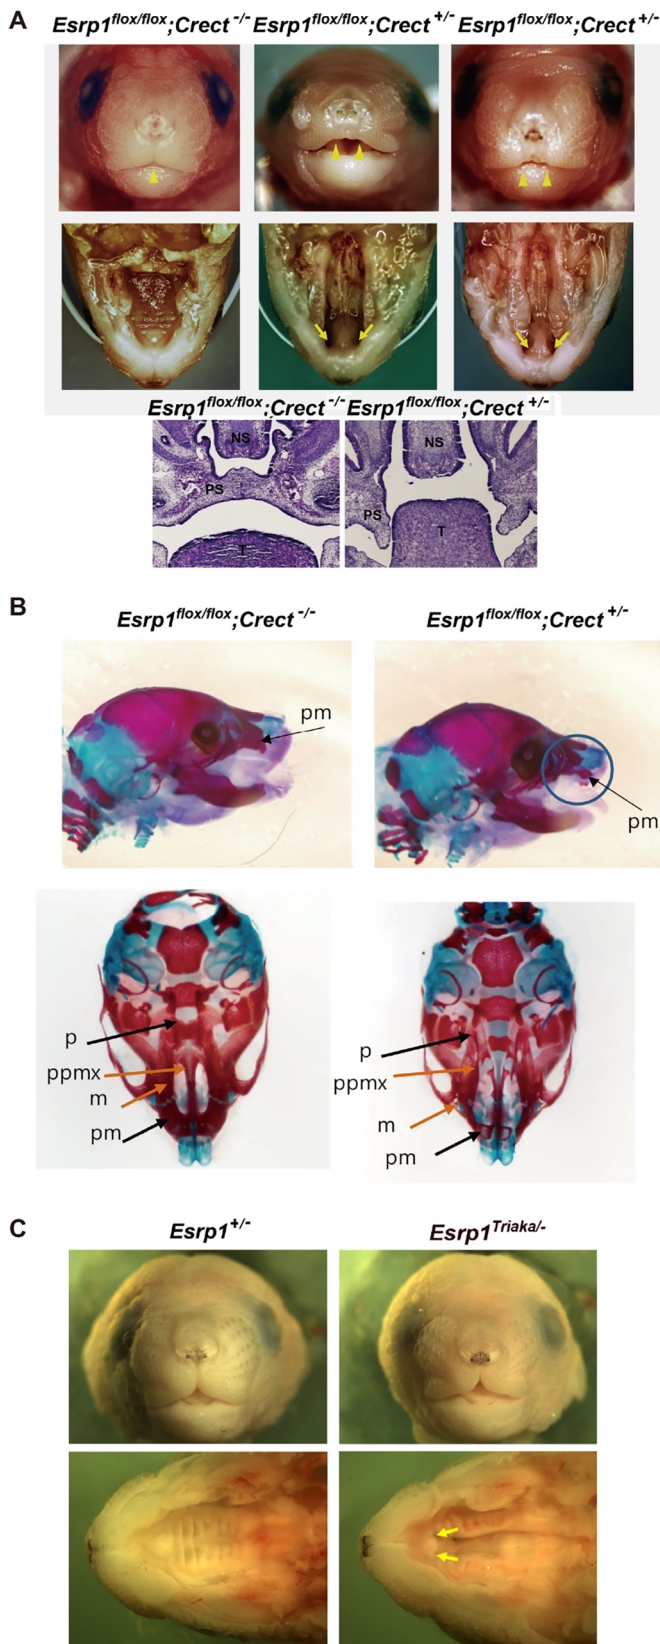 A
Esrp1flox/flox;Crect-/- Esrp1flox/flox;Crect+/- Esrp1flox/flox;Crect+/-
Esrp1flox/flox;Crect-/- Esrp1flox/flox;Crect+/-
NS NS
PS PS
T T
B
Esrp1flox/flox;Crect-/- Esrp1flox/flox;Crect+/-
pm
pm
p p
ppmx ppmx
m m
pm pm
C
Esrp1+/- Esrp1Triaka/-